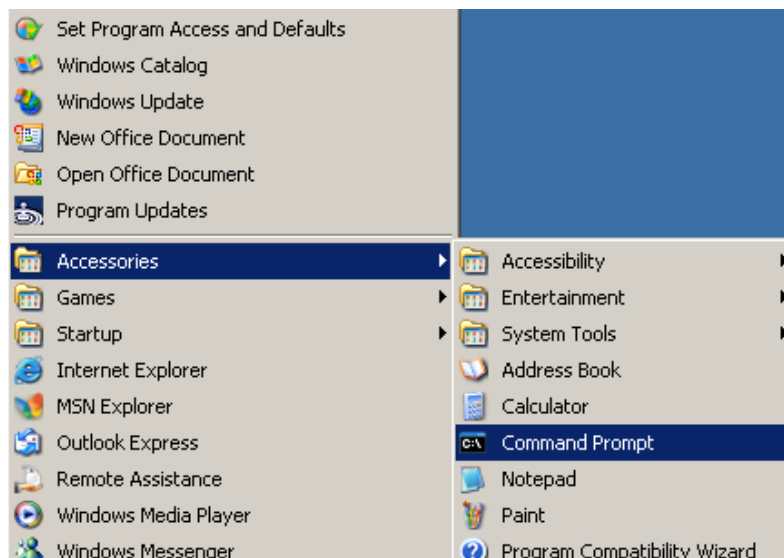 Set Program Access and Defaults
Windows Catalog
Windows Update
New Office Document
Open Office Document
Program Updates
Accessories
Games
Startup
Internet Explorer
MSN Explorer
Outlook Express
Remote Assistance
Windows Media Player
Windows Messenger
Accessibility
Entertainment
System Tools
Address Book
Calculator
C:\ Command Prompt
Notepad
Paint
Program Compatibility Wizard